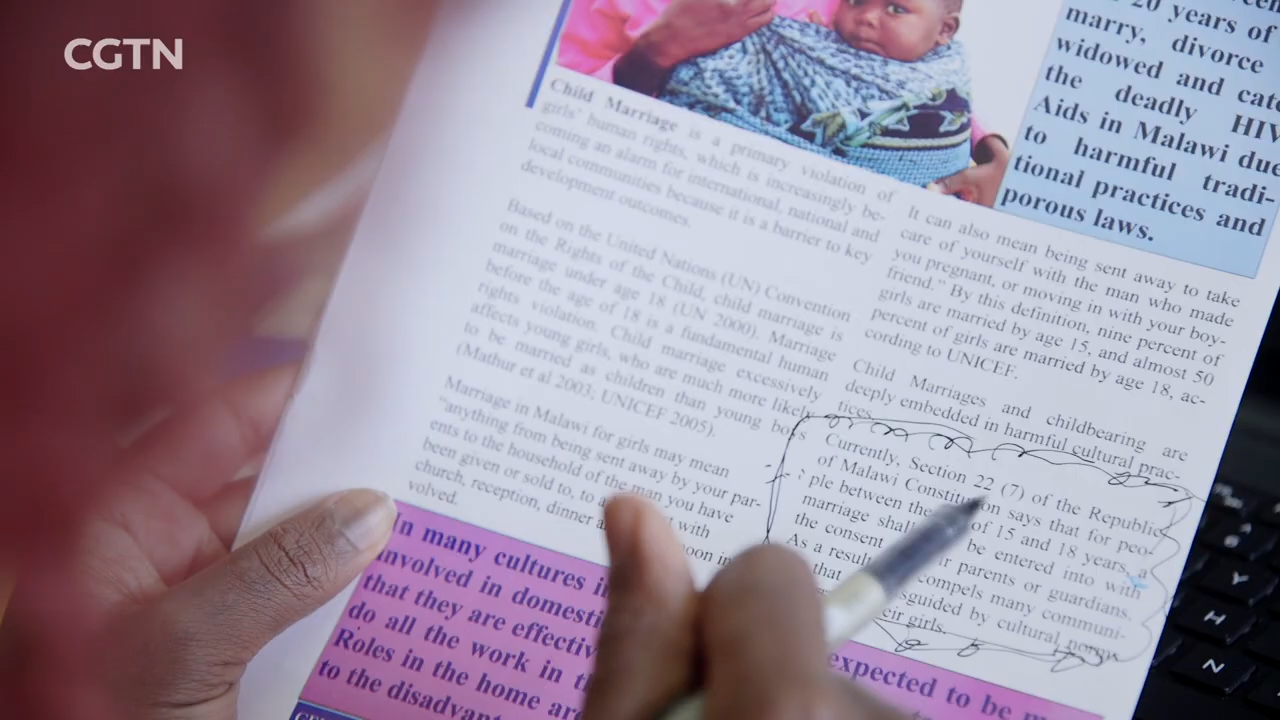 CGTN
Child Marriage is a primary violation of
girls' human rights, which is increasingly be-
coming an alarm for international, national and
local communities because it is a barrier to key
development outcomes.
Based on the United Nations (UN) Convention
on the Rights of the Child, child marriage is
marriage under age 18 (UN 2000). Marriage
before the age of 18 is a fundamental human
rights violation. Child marriage excessively
affects young girls, who are much more likely
to be married as children than young boys
(Mathur et al 2003; UNICEF 2005).
Marriage in Malawi for girls may mean
"anything from being sent away by your par-
ents to the household of the man you have
been given or sold to, to with
church, reception, dinner in
volved.
20 years of
marry, divorce
widowed and
the deadly HIV
Aids in Malawi due
to harmful tradi-
tional practices and
porous laws.
It can also mean being sent away to take
care of yourself with the man who made
you pregnant, or moving in with your boy-
friend." By this definition, nine percent of
girls are married by age 15, and almost 50
percent of girls are married by age 18, ac-
cording to UNICEF.
Child Marriages and childbearing are
deeply embedded in harmful cultural prac-
tices.
Currently, Section 22 (7) of the Republic
of Malawi Constitution says that for peo-
ple between the of 15 and 18 years, a
marriage shall be entered into with
the consent parents or guardians.
As a result compels many communi-
that by cultural norms
girls.
In many cultures
involved in
that they are
do all the work in
Roles in the home are
to the
expected to be
Y
H
N